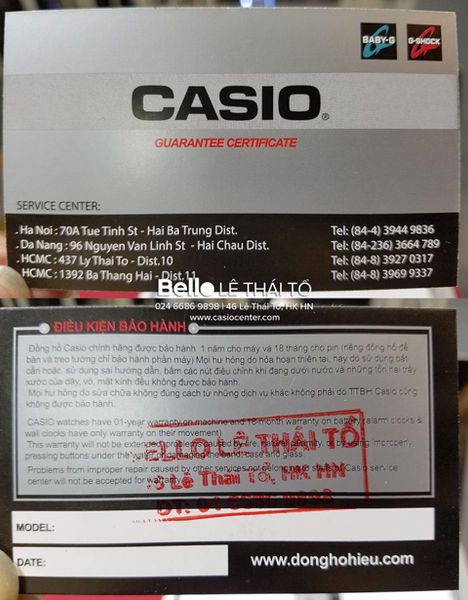 BABY-G G-SHOCK
CASIO®
GUARANTEE CERTIFICATE
SERVICE CENTER:
. Ha Noi : 70A Tue Tinh St - Hai Ba Trung Dist. Tel: (84-4) 3944 9836
. Da Nang : 96 Nguyen Van Linh St - Hai Chau Dist. Tel: (84-236) 3664 789
. HCMC : 437 Ly Thai To - Dist.10 Tel: (84-8) 3927 0317
. HCMC : 1392 Ba Thang Hai - Dist.11 Tel: (84-8) 3969 9337
Bello LÊ THÁI TỔ
024 6686 9898 | 46 Lê Thái Tổ, HK HN
www.casiocenter.com
ĐIỀU KIỆN BẢO HÀNH
Đồng hồ Casio chính hãng được bảo hành 1 năm cho máy và 18 tháng cho pin (riêng đồng hồ để
bàn và treo tường chỉ bảo hành phần máy) Mọi hư hỏng do hỏa hoạn thiên tai, hay do sử dụng bất
cẩn hoặc sử dụng sai hướng dẫn, bấm các nút điều chỉnh khi đang dưới nước và những tổn hại trầy
xước của dây, vỏ, mặt kính đều không được bảo hành.
Mọi hư hỏng do sửa chữa không đúng cách từ những dịch vụ khác không phải do TTBH Casio cũng
không được bảo hành.
CASIO watches have 01-year warranty on machine and 18-month warranty on battery (alarm clocks &
wall clocks have only warranty on their movement)
This warranty will not be extended
pressing buttons under the
Problems from improper repair caused by other services not belong the standard Casio service
center will not be accepted for warranty.
ELLO LÊ THÁI TỔ
Lê Thái Tổ, HK HN
MODEL:
DATE:
www.donghohieu.com